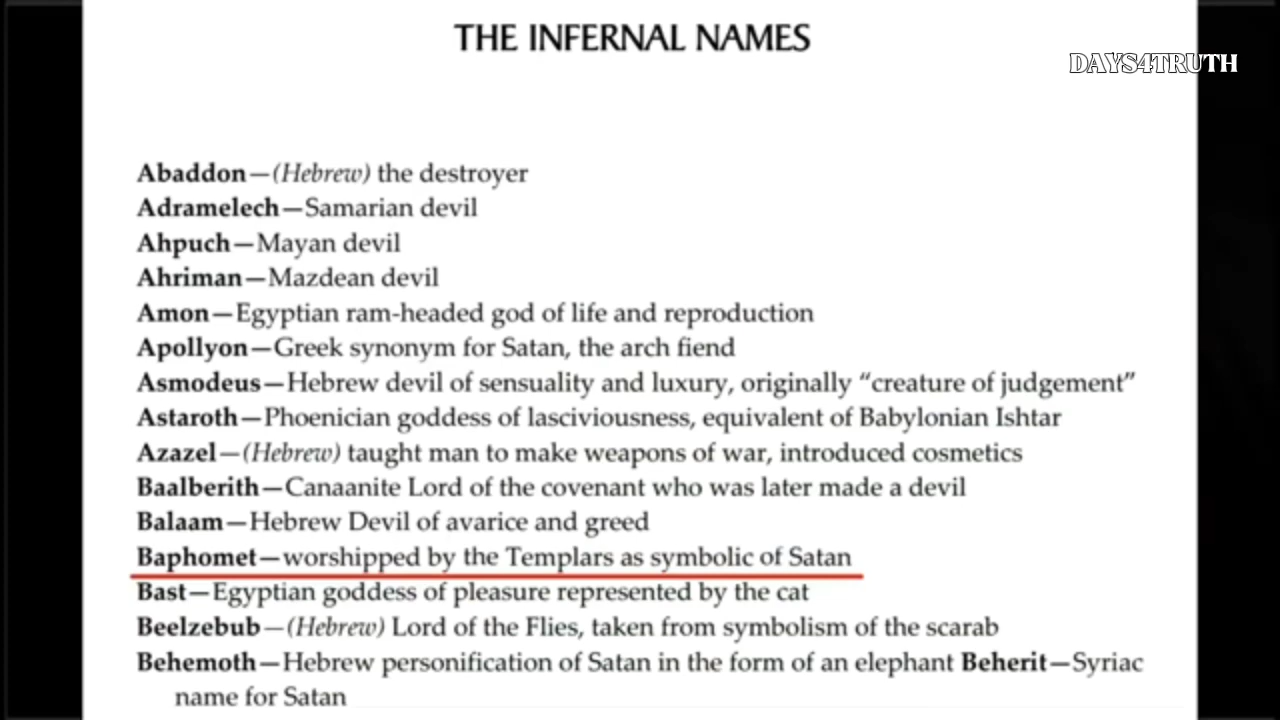 THE INFERNAL NAMES
DAYS4TRUTH
Abaddon—(Hebrew) the destroyer
Adramelech—Samarian devil
Ahpuch—Mayan devil
Ahriman—Mazdean devil
Amon—Egyptian ram-headed god of life and reproduction
Apollyon—Greek synonym for Satan, the arch fiend
Asmodeus—Hebrew devil of sensuality and luxury, originally “creature of judgement”
Astaroth—Phoenician goddess of lasciviousness, equivalent of Babylonian Ishtar
Azazel—(Hebrew) taught man to make weapons of war, introduced cosmetics
Baalberith—Canaanite Lord of the covenant who was later made a devil
Balaam—Hebrew Devil of avarice and greed
Baphomet—worshipped by the Templars as symbolic of Satan
Bast—Egyptian goddess of pleasure represented by the cat
Beelzebub—(Hebrew) Lord of the Flies, taken from symbolism of the scarab
Behemoth—Hebrew personification of Satan in the form of an elephant Beherit—Syriac
name for Satan